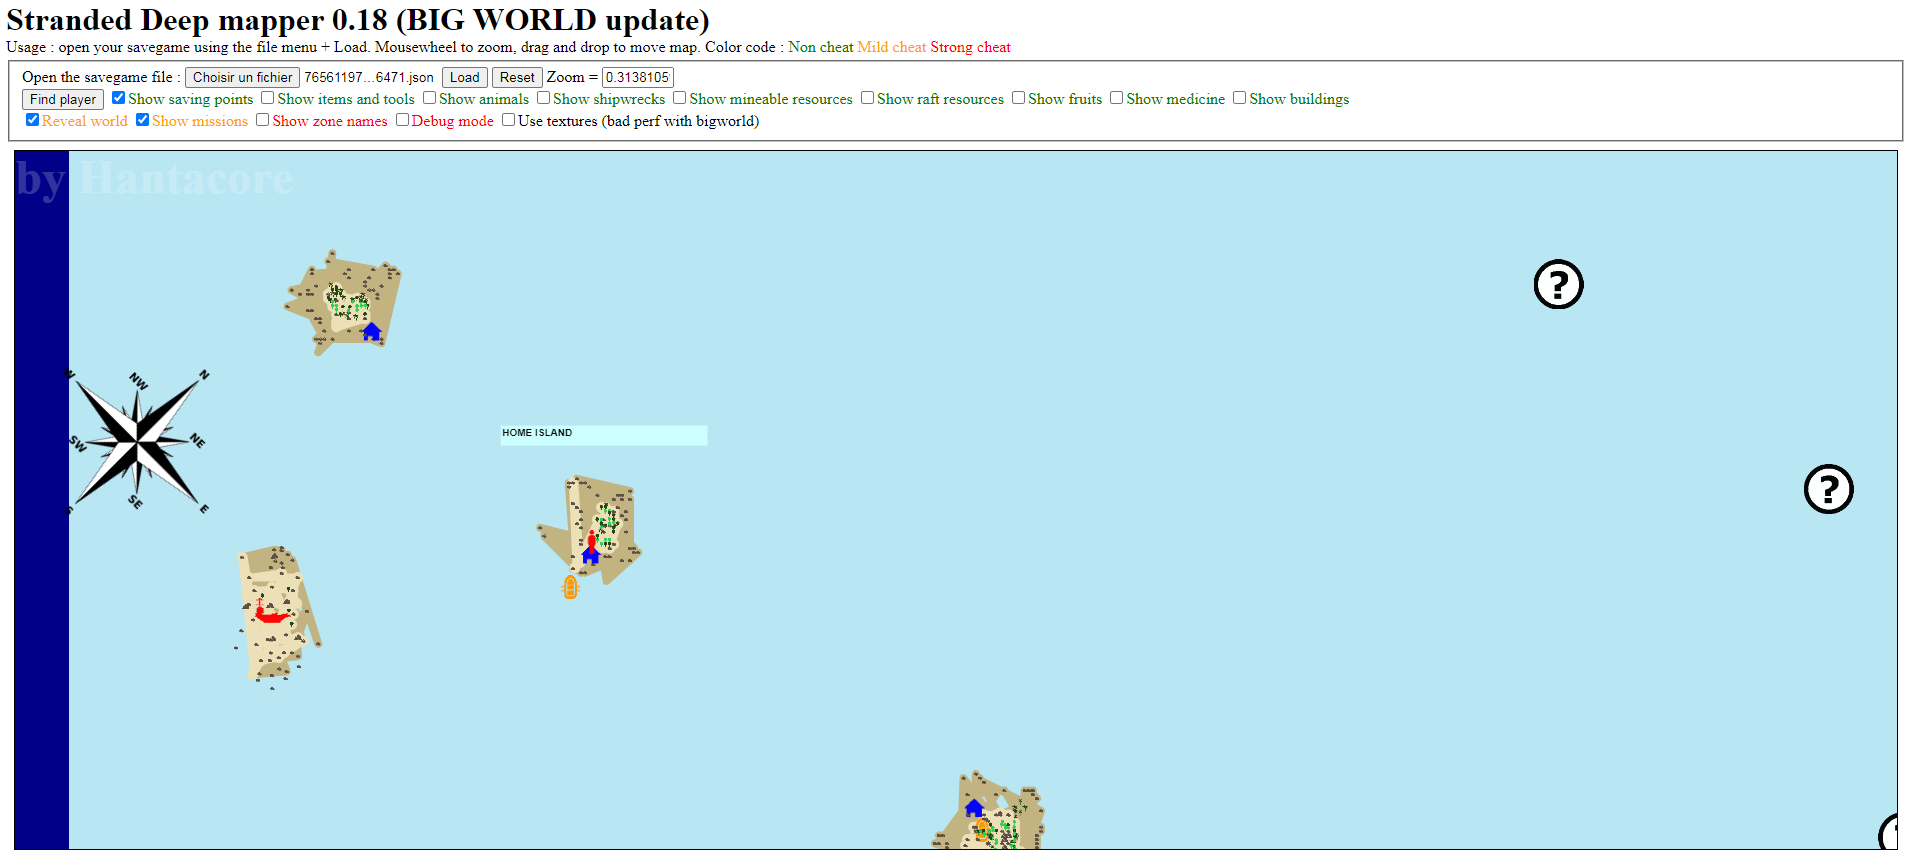 Stranded Deep mapper 0.18 (BIG WORLD update)
Usage : open your savegame using the file menu + Load. Mousewheel to zoom, drag and drop to move map. Color code : Non cheat Mild cheat Strong cheat
Open the savegame file : Choisir un fichier 76561197...6471.json Load Reset Zoom = 0.3138105
Find player Show saving points Show items and tools Show animals Show shipwrecks Show mineable resources Show raft resources Show fruits Show medicine Show buildings
Reveal world Show missions Show zone names Debug mode Use textures (bad perf with bigworld)
by Hantacore
?
W NW N
HOME ISLAND
SW NE
?
S SE E
?